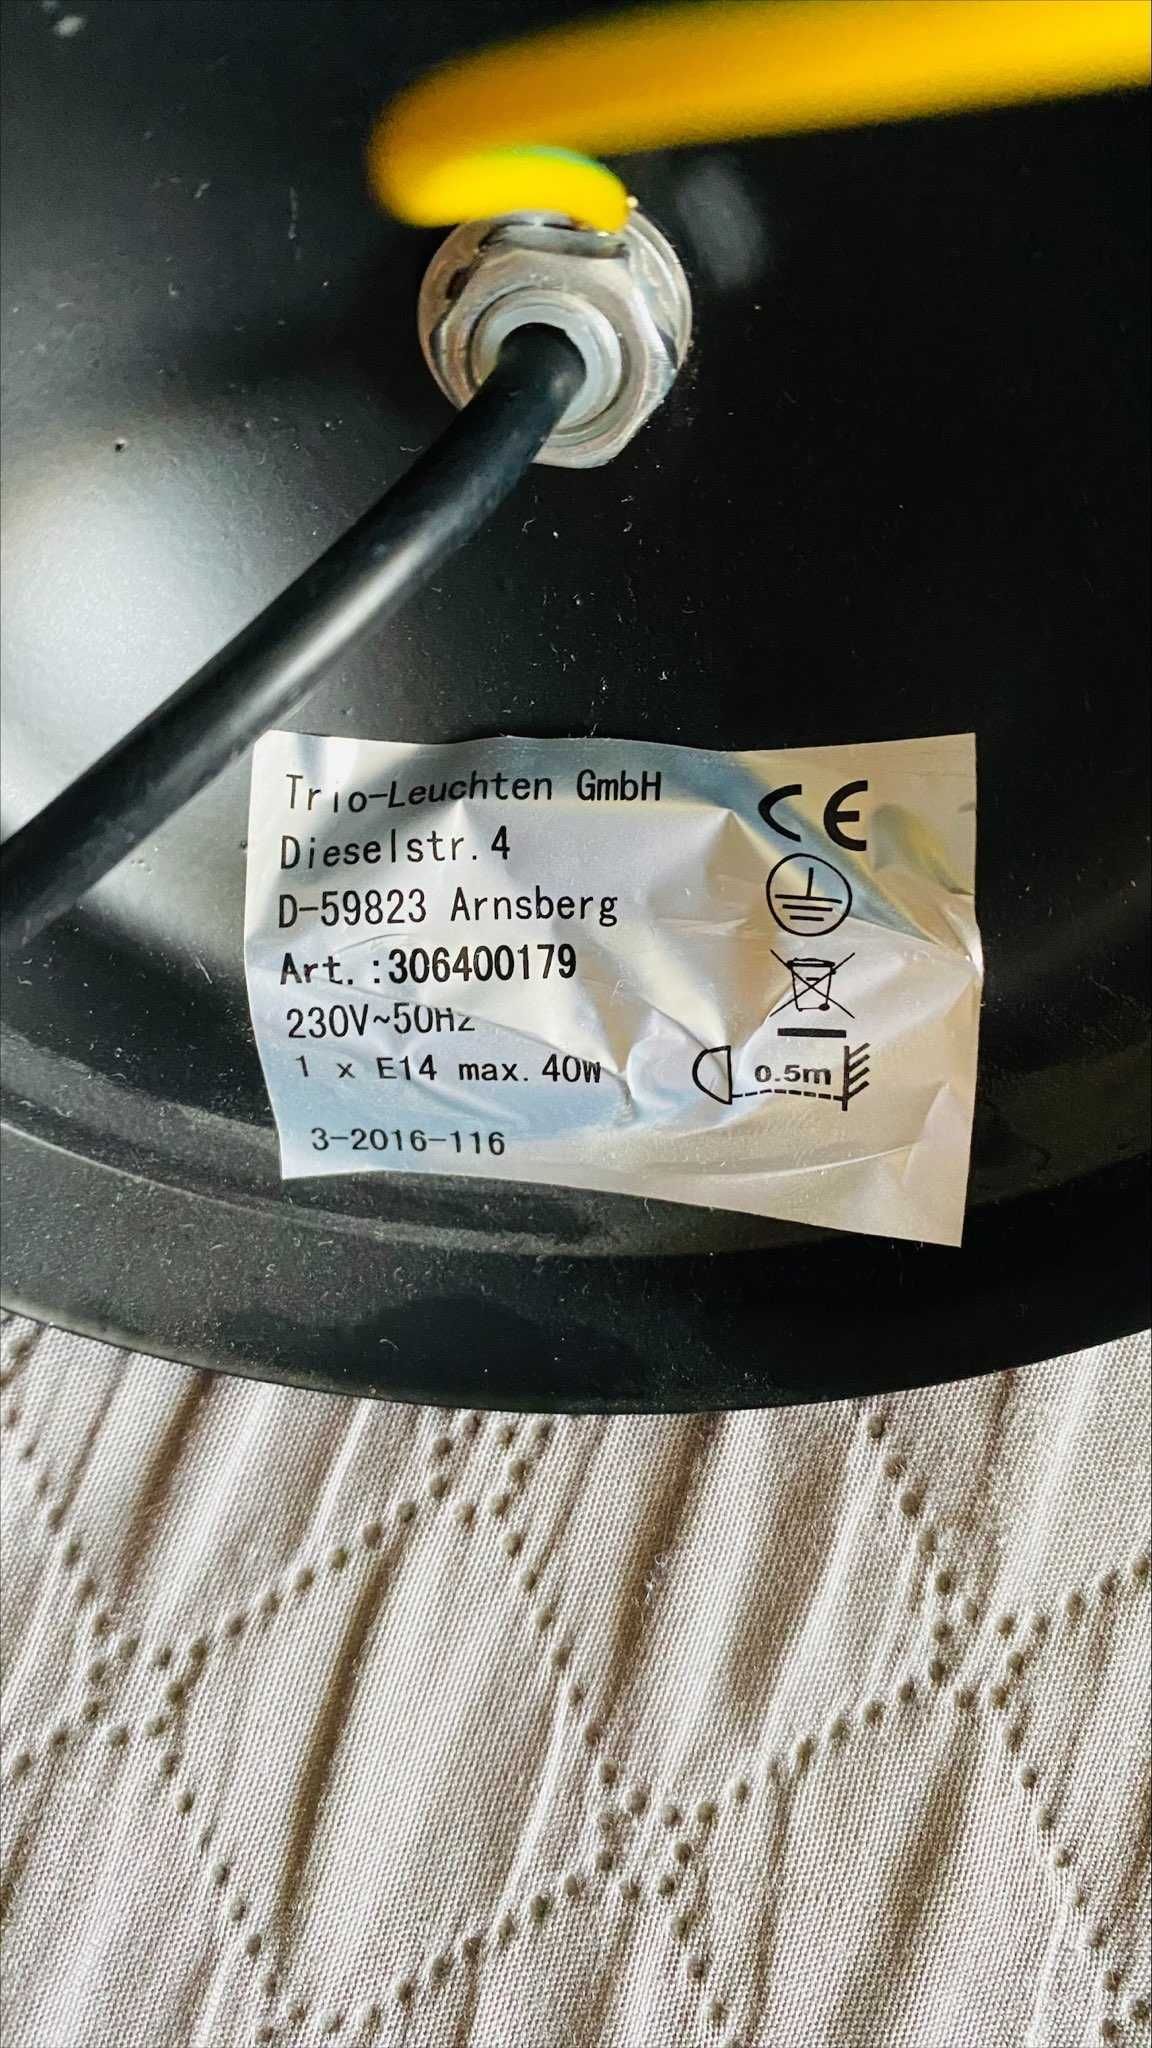 Trio-Leuchten GmbH
Dieselstr. 4
D-59823 Arnsberg
Art.:306400179
230V~50Hz
1 x E14 max. 40W
3-2016-116
CE
0.5m